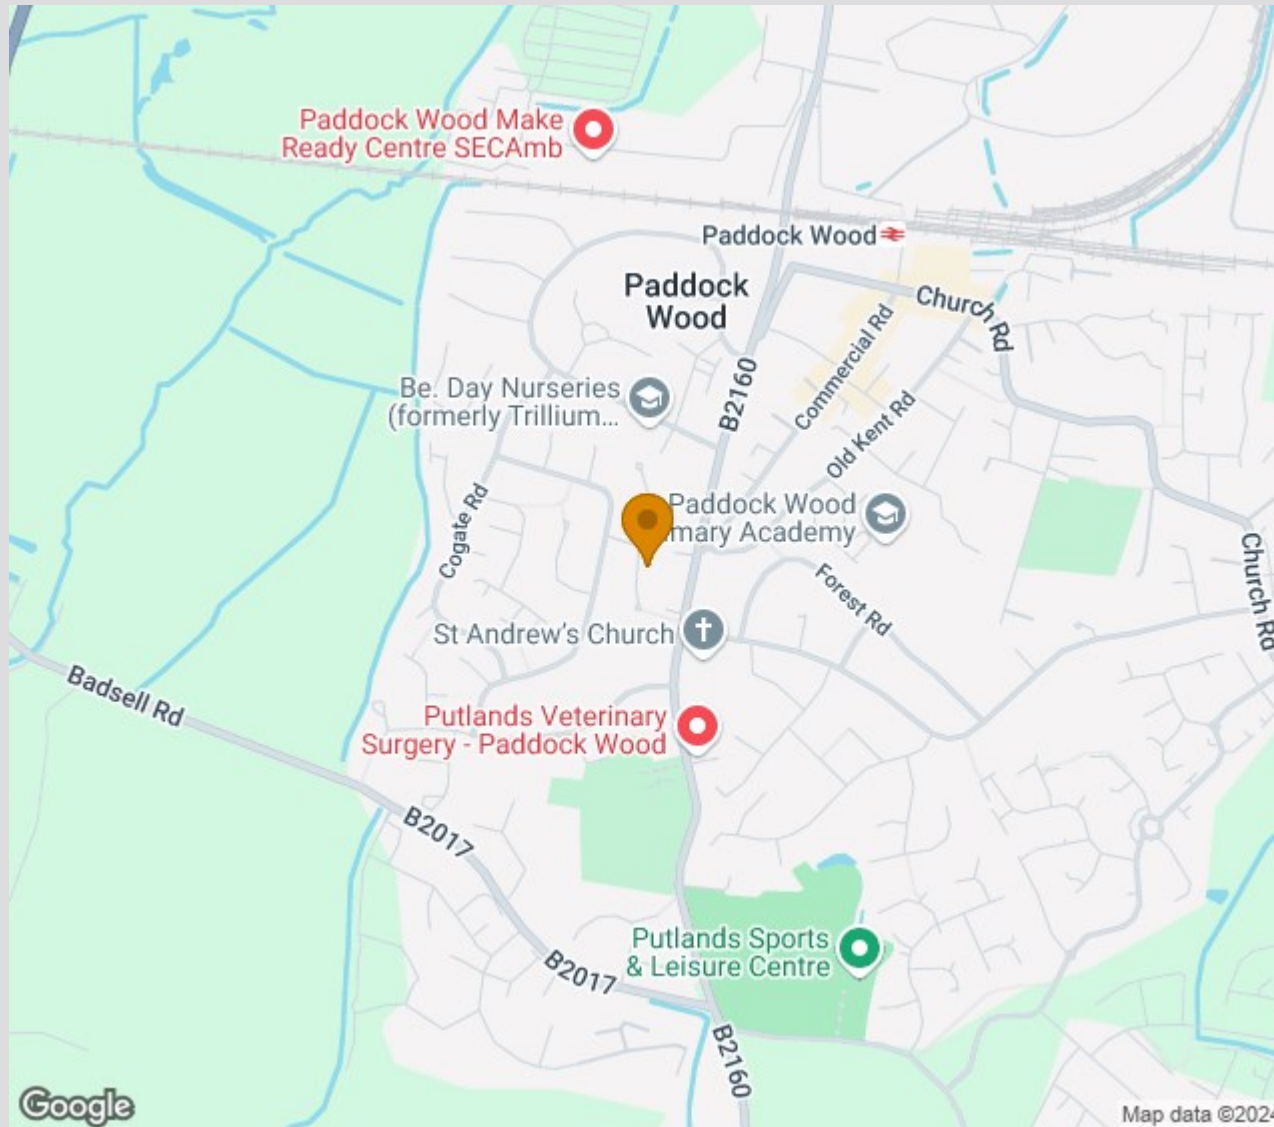 Paddock Wood Make
Ready Centre SECAmb
Paddock Wood
Paddock
Wood
Church Rd
Commercial Rd
B2160
Be. Day Nurseries
(formerly Trillium...
Old Kent Rd
Cogate Rd
Paddock Wood
mary Academy
Church Rd
Forest Rd
St Andrew's Church
Badsell Rd
Putlands Veterinary
Surgery - Paddock Wood
B2017
Putlands Sports
& Leisure Centre
B2017
B2160
Google
Map data ©2024